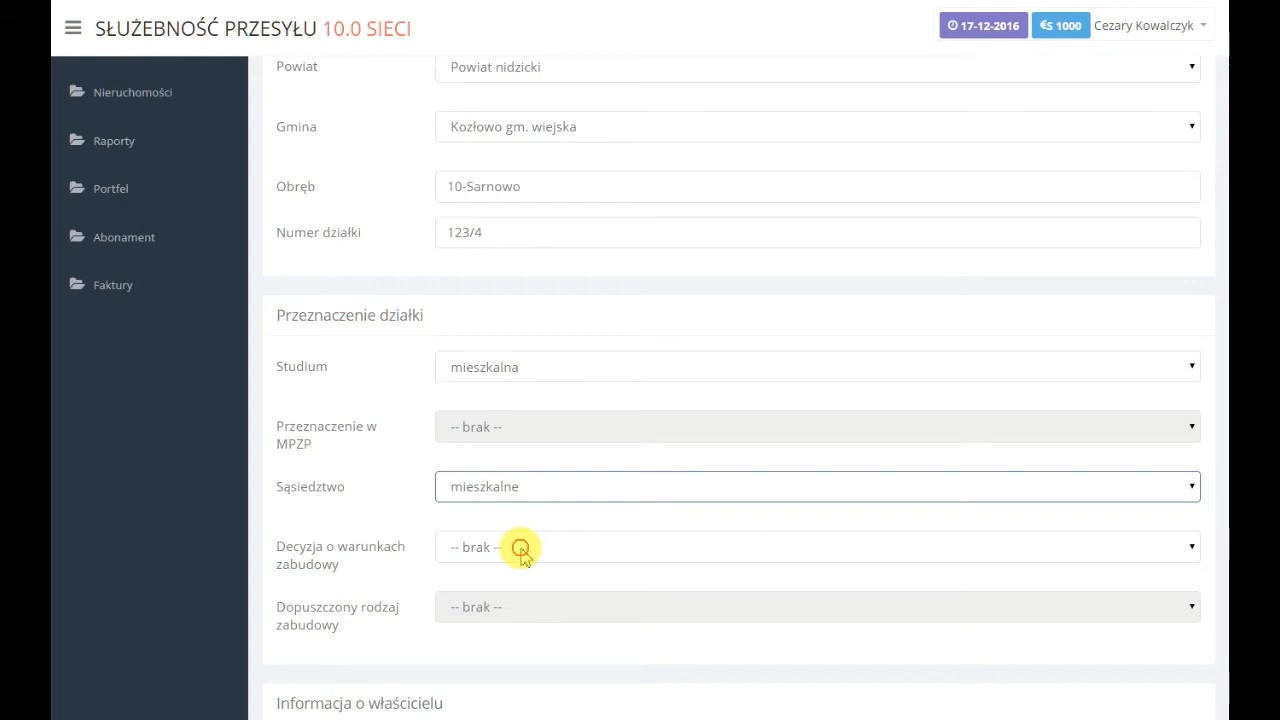 SŁUŻEBNOŚĆ PRZESYŁU 10.0 SIECI
17-12-2016
€$ 1000
Cezary Kowalczyk
Nieruchomości
Raporty
Portfel
Abonament
Faktury
Powiat
Powiat nidzicki
Gmina
Kozłowo gm. wiejska
Obręb
10-Sarnowo
Numer działki
123/4
Przeznaczenie działki
Studium
mieszkalna
Przeznaczenie w
MPZP
-- brak --
Sąsiedztwo
mieszkalne
Decyzja o warunkach
zabudowy
-- brak --
Dopuszczony rodzaj
zabudowy
-- brak --
Informacja o właścicielu